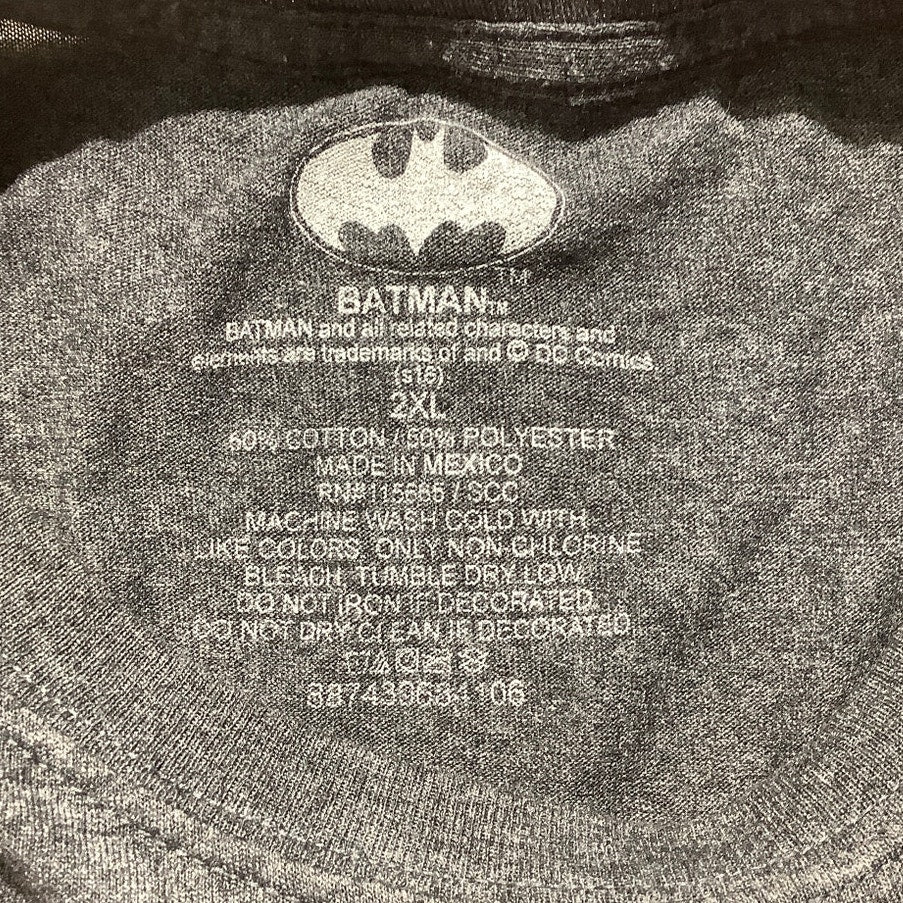 TM
BATMAN™
BATMAN and all related characters and
elements are trademarks of and © DC Comics.
(s16)
2XL
COTTON / 50% POLYESTER
MADE IN MEXICO
/ SCC
MACHINE WASH COLD WITH
LIKE COLORS. ONLY NON-CHLORINE
BLEACH. TUMBLE DRY LOW.
DO NOT IRON IF DECORATED.
DO NOT DRY CLEAN IF DECORATED.